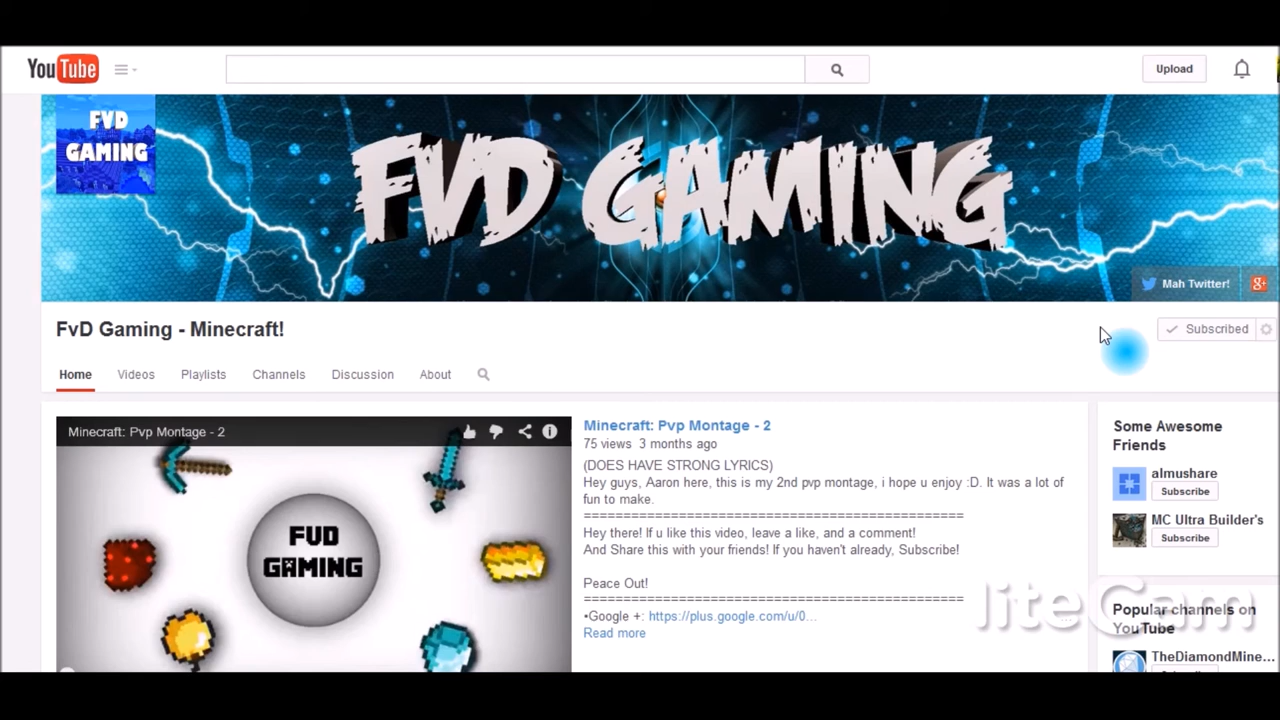 YouTube
Upload
FVD
GAMING
FVD GAMING
Mah Twitter!
g+
FvD Gaming - Minecraft!
Subscribed
Home Videos Playlists Channels Discussion About
Minecraft: Pvp Montage - 2
FVD
GAMING
Minecraft: Pvp Montage - 2
75 views 3 months ago
(DOES HAVE STRONG LYRICS)
Hey guys, Aaron here, this is my 2nd pvp montage, i hope u enjoy :D. It was a lot of
fun to make.
================================================
Hey there! If u like this video, leave a like, and a comment!
And Share this with your friends! If you haven't already, Subscribe!
Peace Out!
================================================
•Google +: https://plus.google.com/u/0...
Read more
Some Awesome
Friends
almushare
Subscribe
MC Ultra Builder's
Subscribe
Popular channels on
YouTube
TheDiamondMine...
liteCam